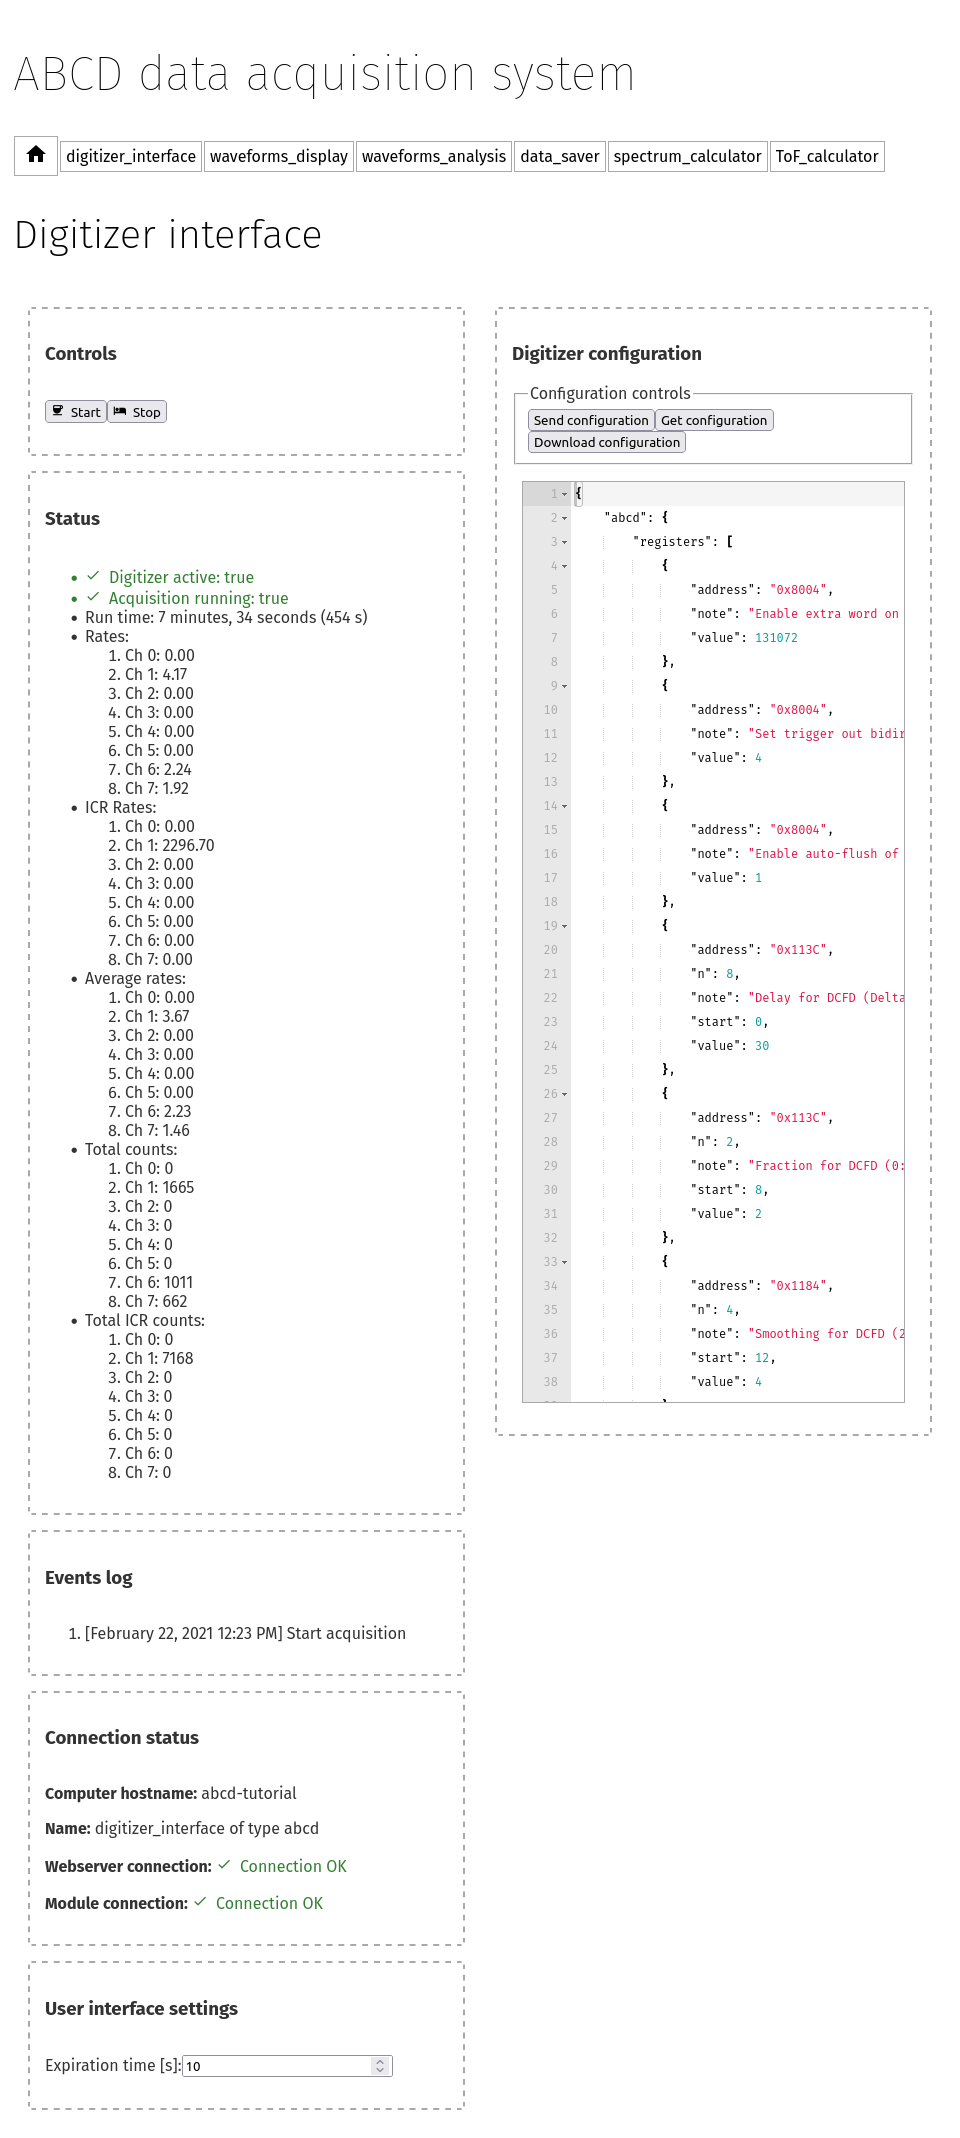 ABCD data acquisition system
digitizer_interface waveforms_display waveforms_analysis data_saver spectrum_calculator ToF_calculator
Digitizer interface
Controls
Start Stop
Status
Digitizer active: true
Acquisition running: true
Run time: 7 minutes, 34 seconds (454 s)
Rates:
1. Ch 0: 0.00
2. Ch 1: 4.17
3. Ch 2: 0.00
4. Ch 3: 0.00
5. Ch 4: 0.00
6. Ch 5: 0.00
7. Ch 6: 2.24
8. Ch 7: 1.92
ICR Rates:
1. Ch 0: 0.00
2. Ch 1: 2296.70
3. Ch 2: 0.00
4. Ch 3: 0.00
5. Ch 4: 0.00
6. Ch 5: 0.00
7. Ch 6: 0.00
8. Ch 7: 0.00
Average rates:
1. Ch 0: 0.00
2. Ch 1: 3.67
3. Ch 2: 0.00
4. Ch 3: 0.00
5. Ch 4: 0.00
6. Ch 5: 0.00
7. Ch 6: 2.23
8. Ch 7: 1.46
Total counts:
1. Ch 0: 0
2. Ch 1: 1665
3. Ch 2: 0
4. Ch 3: 0
5. Ch 4: 0
6. Ch 5: 0
7. Ch 6: 1011
8. Ch 7: 662
Total ICR counts:
1. Ch 0: 0
2. Ch 1: 7168
3. Ch 2: 0
4. Ch 3: 0
5. Ch 4: 0
6. Ch 5: 0
7. Ch 6: 0
8. Ch 7: 0
Events log
1. [February 22, 2021 12:23 PM] Start acquisition
Connection status
Computer hostname: abcd-tutorial
Name: digitizer_interface of type abcd
Webserver connection: Connection OK
Module connection: Connection OK
User interface settings
Expiration time [s]: 10
Digitizer configuration
Configuration controls
Send configuration Get configuration
Download configuration
1 {
2 "abcd": {
3 "registers": [
4 {
5 "address": "0x8004",
6 "note": "Enable extra word on
7 "value": 131072
8 },
9 {
10 "address": "0x8004",
11 "note": "Set trigger out bidir
12 "value": 4
13 },
14 {
15 "address": "0x8004",
16 "note": "Enable auto-flush of
17 "value": 1
18 },
19 {
20 "address": "0x113C",
21 "n": 8,
22 "note": "Delay for DCFD (Delta
23 "start": 0,
24 "value": 30
25 },
26 {
27 "address": "0x113C",
28 "n": 2,
29 "note": "Fraction for DCFD (0:
30 "start": 8,
31 "value": 2
32 },
33 {
34 "address": "0x1184",
35 "n": 4,
36 "note": "Smoothing for DCFD (2
37 "start": 12,
38 "value": 4